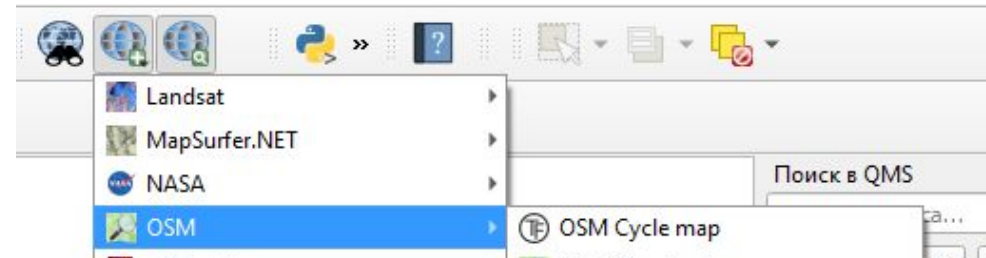 »
?
Landsat
MapSurfer.NET
NASA
Поиск в QMS
OSM
OSM Cycle map